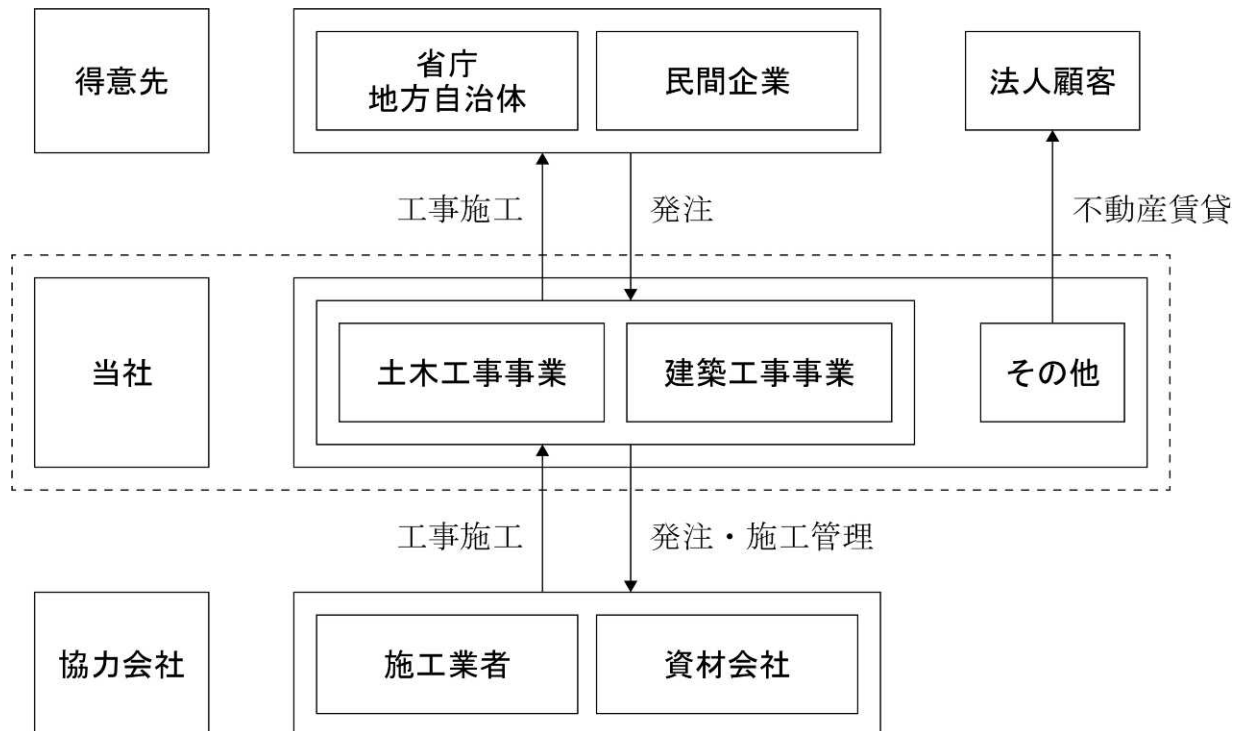 得意先
省庁
地方自治体
民間企業
法人顧客
工事施工
発注
不動産賃貸
当社
土木工事事業
建築工事事業
その他
工事施工
発注・施工管理
協力会社
施工業者
資材会社